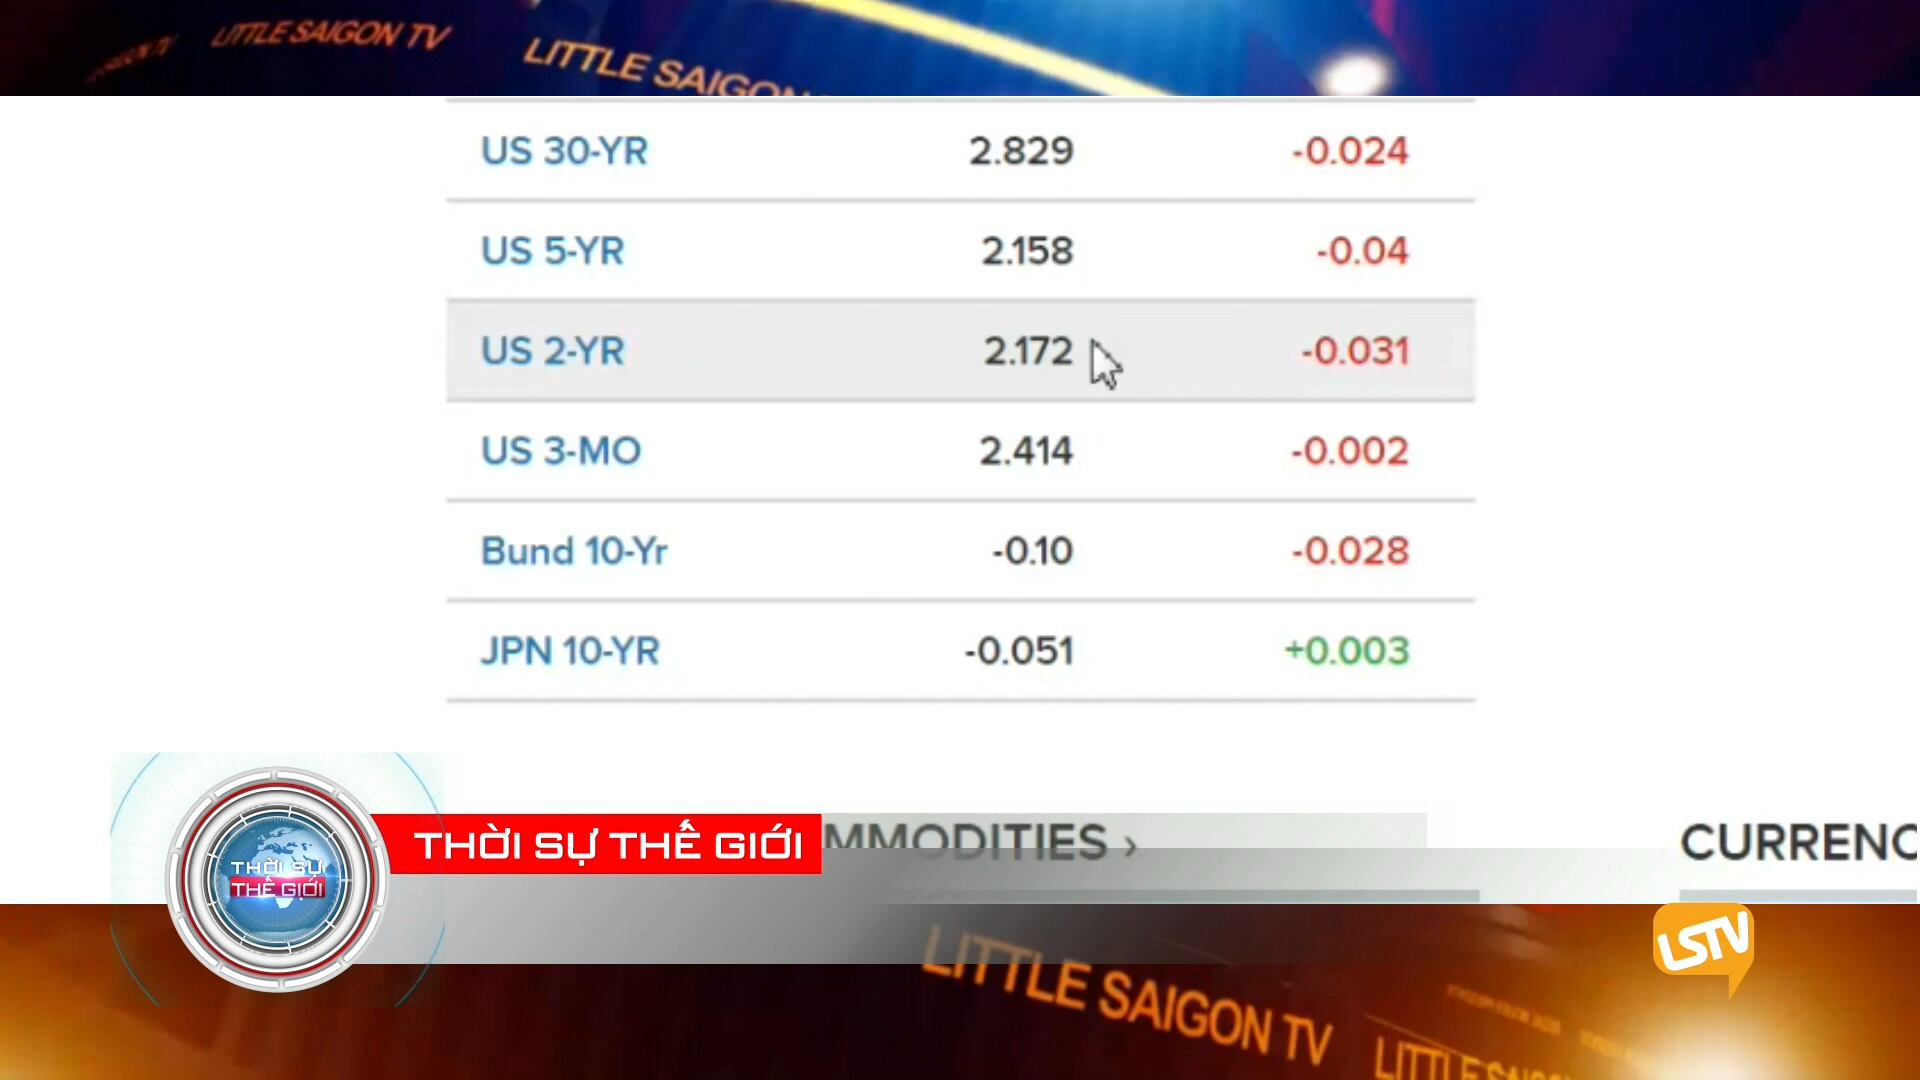 LITTLE SAIGON TV
LITTLE SAIGON
US 30-YR 2.829 -0.024
US 5-YR 2.158 -0.04
US 2-YR 2.172 -0.031
US 3-MO 2.414 -0.002
Bund 10-Yr -0.10 -0.028
JPN 10-YR -0.051 +0.003
THỜI SỰ THẾ GIỚI
MMODITIES ›
CURRENC
THỜI SỰ
THẾ GIỚI
LSTV
LITTLE SAIGON TV
LITTLE SAIGO